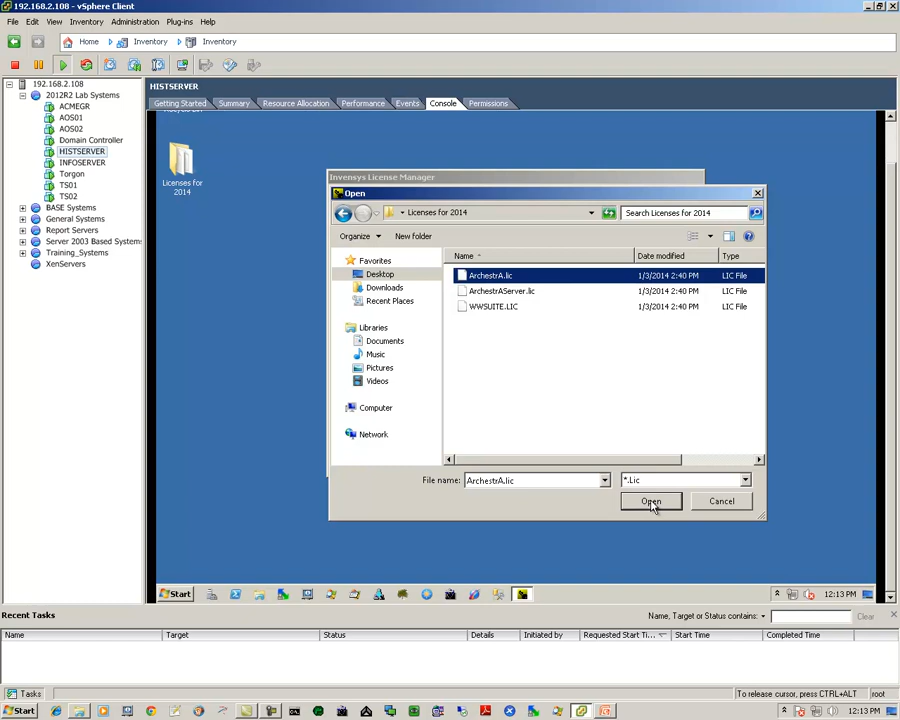 192.168.2.108 - vSphere Client
File Edit View Inventory Administration Plug-ins Help
Home Inventory Inventory
192.168.2.108
2012R2 Lab Systems
ACMEGR
AOS01
AOS02
Domain Controller
HISTSERVER
INFOSERVER
Torgon
TS01
TS02
BASE Systems
General Systems
Report Servers
Server 2003 Based Systems
Training_Systems
XenServers
HISTSERVER
Getting Started Summary Resource Allocation Performance Events Console Permissions
Licenses for
2014
Invensys License Manager
Open
Licenses for 2014 Search Licenses for 2014
Organize New folder
Favorites
Desktop
Downloads
Recent Places
Libraries
Documents
Music
Pictures
Videos
Computer
Network
Name Date modified Type
ArchestrA.lic 1/3/2014 2:40 PM LIC File
ArchestrAServer.lic 1/3/2014 2:40 PM LIC File
WWSUITE.LIC 1/3/2014 2:40 PM LIC File
File name: ArchestrA.lic *.Lic
Open Cancel
Start 12:13 PM
Recent Tasks Name, Target or Status contains: Clear
Name Target Status Details Initiated by Requested Start Ti... Start Time Completed Time
Tasks To release cursor, press CTRL+ALT root
Start 12:13 PM